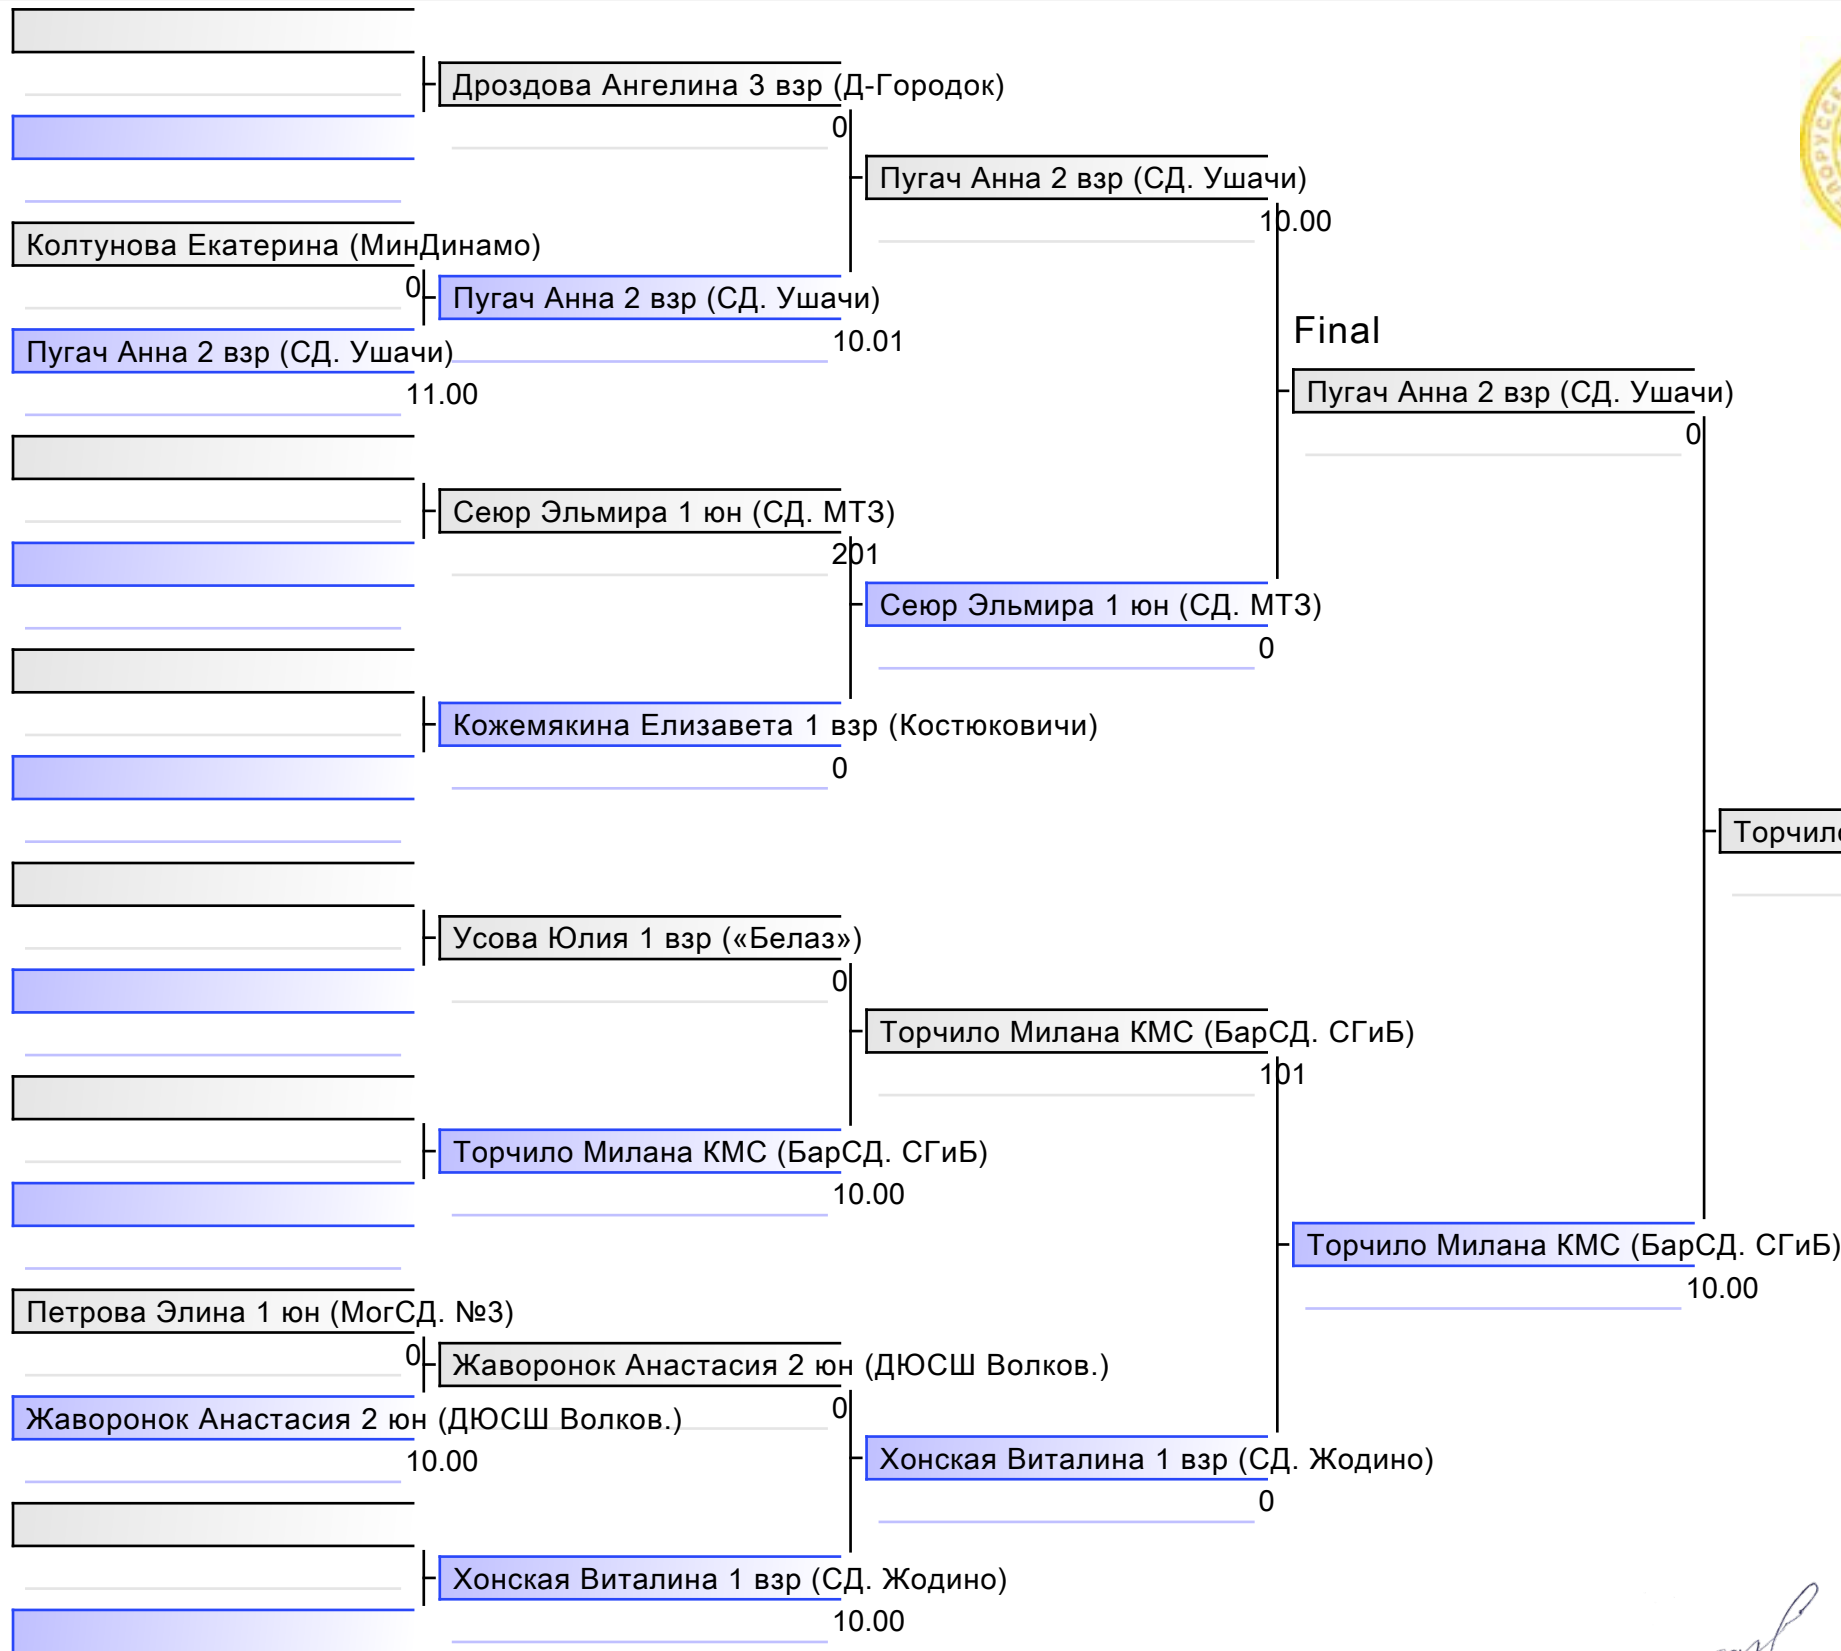 Дроздова Ангелина 3 взр (Д-Городок)
0
Пугач Анна 2 взр (СД. Ушачи)
10.00
Колтунова Екатерина (МинДинамо)
0
Пугач Анна 2 взр (СД. Ушачи)
10.01
Пугач Анна 2 взр (СД. Ушачи)
11.00
Final
Пугач Анна 2 взр (СД. Ушачи)
0
Сеюр Эльмира 1 юн (СД. МТЗ)
201
Сеюр Эльмира 1 юн (СД. МТЗ)
0
Кожемякина Елизавета 1 взр (Костюковичи)
0
Торчило
Усова Юлия 1 взр («Белаз»)
0
Торчило Милана КМС (БарСД. СГиБ)
101
Торчило Милана КМС (БарСД. СГиБ)
10.00
Торчило Милана КМС (БарСД. СГиБ)
10.00
Петрова Элина 1 юн (МогСД. №3)
0
Жаворонок Анастасия 2 юн (ДЮСШ Волков.)
0
Жаворонок Анастасия 2 юн (ДЮСШ Волков.)
10.00
Хонская Виталина 1 взр (СД. Жодино)
0
Хонская Виталина 1 взр (СД. Жодино)
10.00